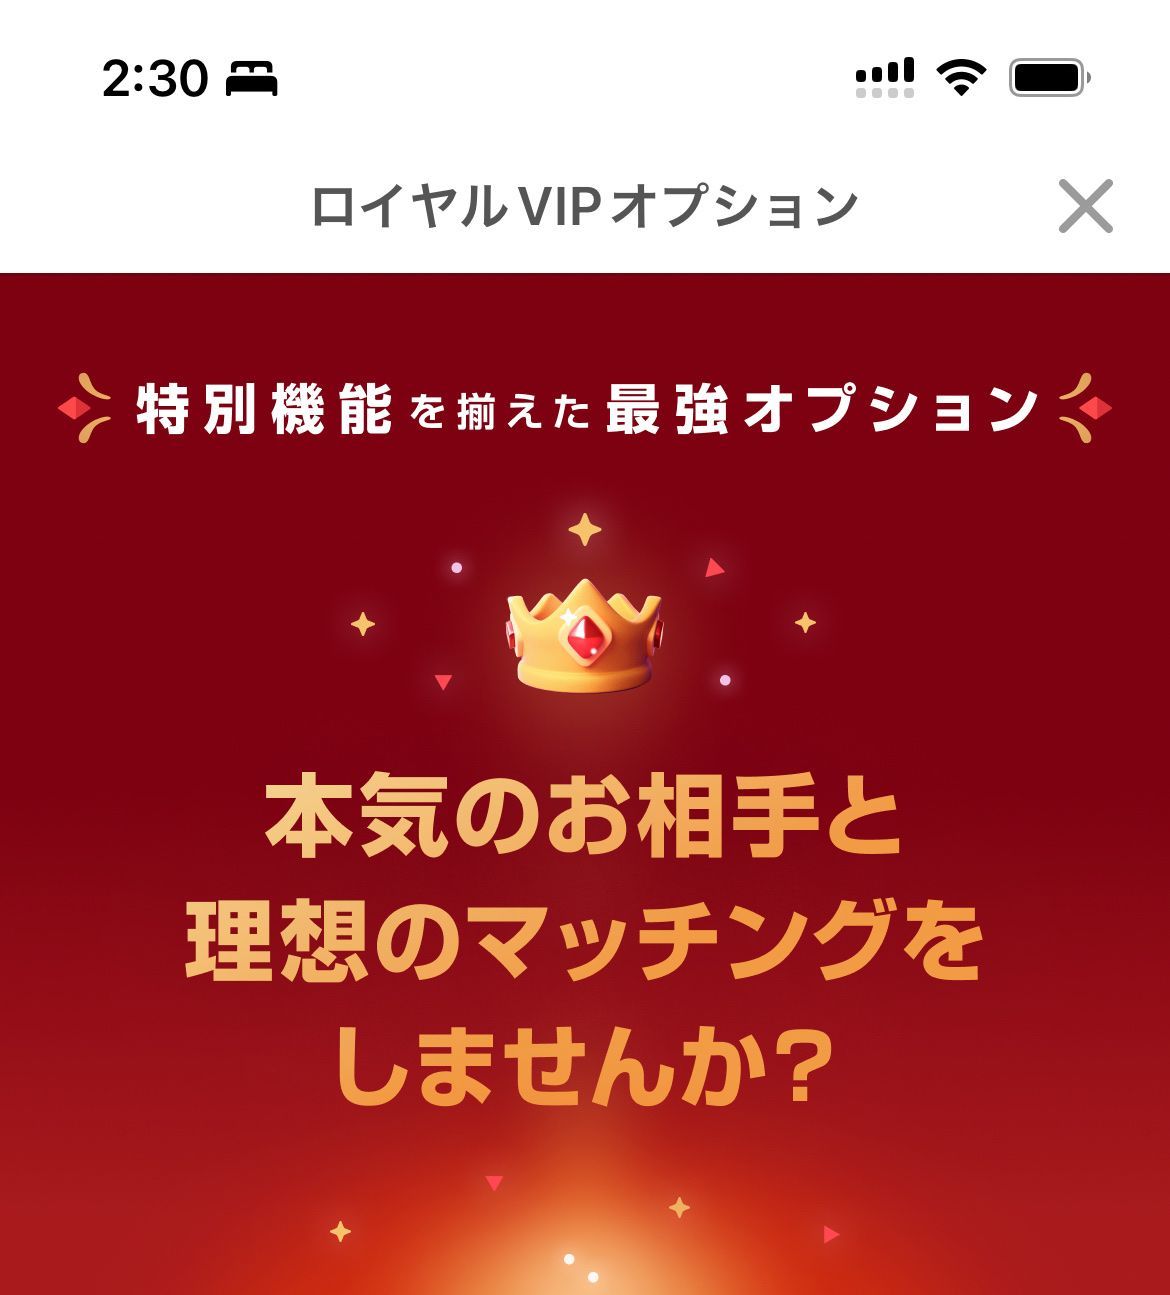 2:30
ロイヤルVIPオプション
特別機能を揃えた最強オプション
本気のお相手と
理想のマッチングを
しませんか?